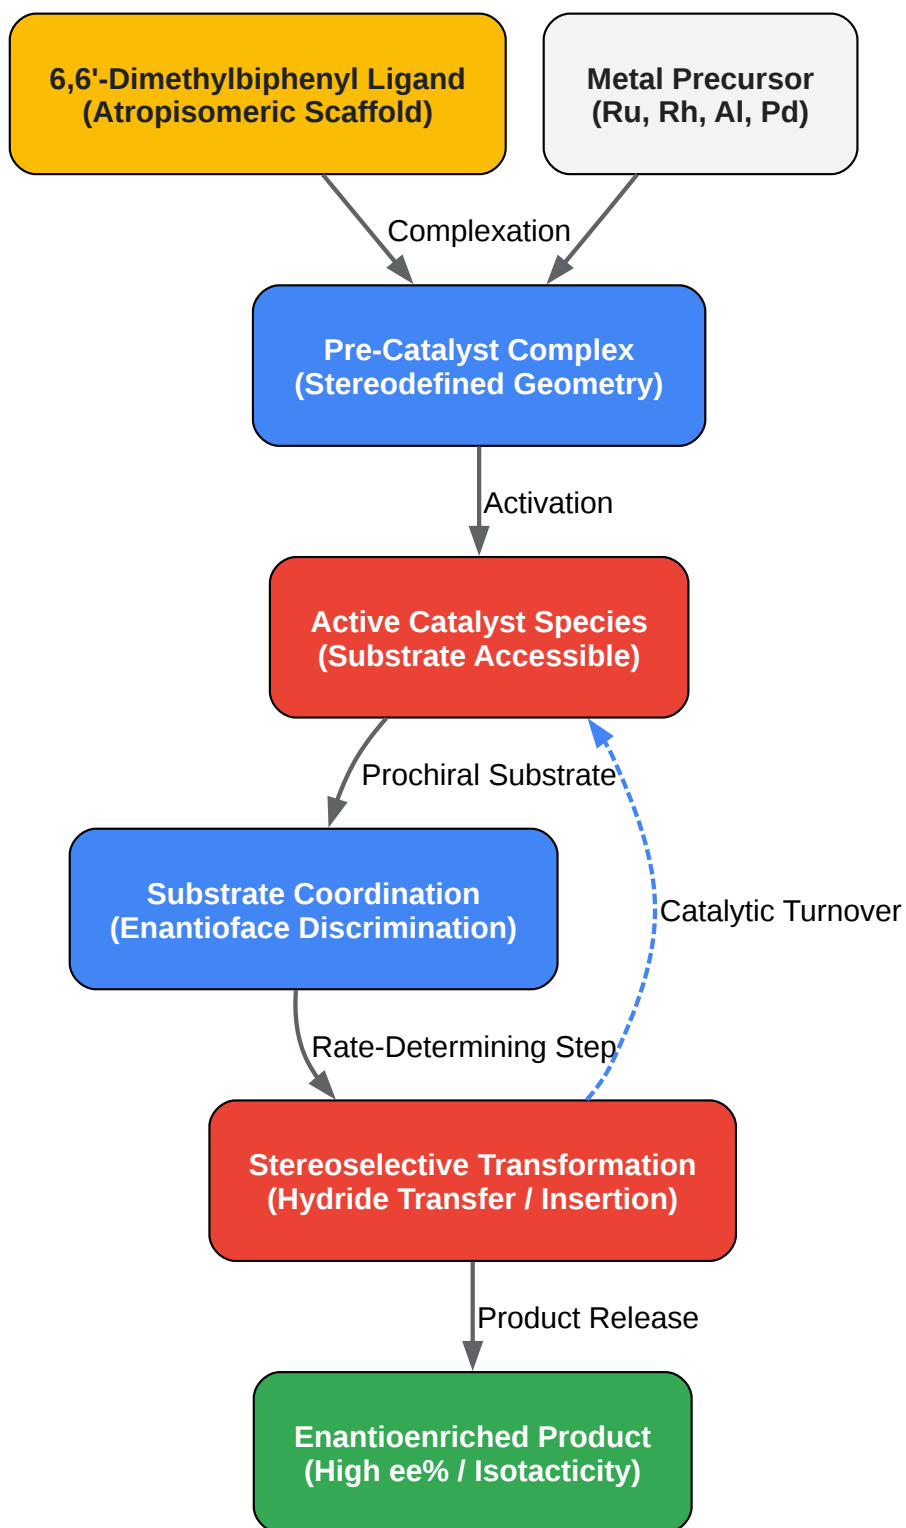 6,6'-Dimethylbiphenyl Ligand
(Atropisomeric Scaffold)
Metal Precursor
(Ru, Rh, Al, Pd)
Complexation
Pre-Catalyst Complex
(Stereodefined Geometry)
Activation
Active Catalyst Species
(Substrate Accessible)
Prochiral Substrate
Substrate Coordination
(Enantioface Discrimination)
Catalytic Turnover
Rate-Determining Step
Stereoselective Transformation
(Hydride Transfer / Insertion)
Product Release
Enantioenriched Product
(High ee% / Isotacticity)